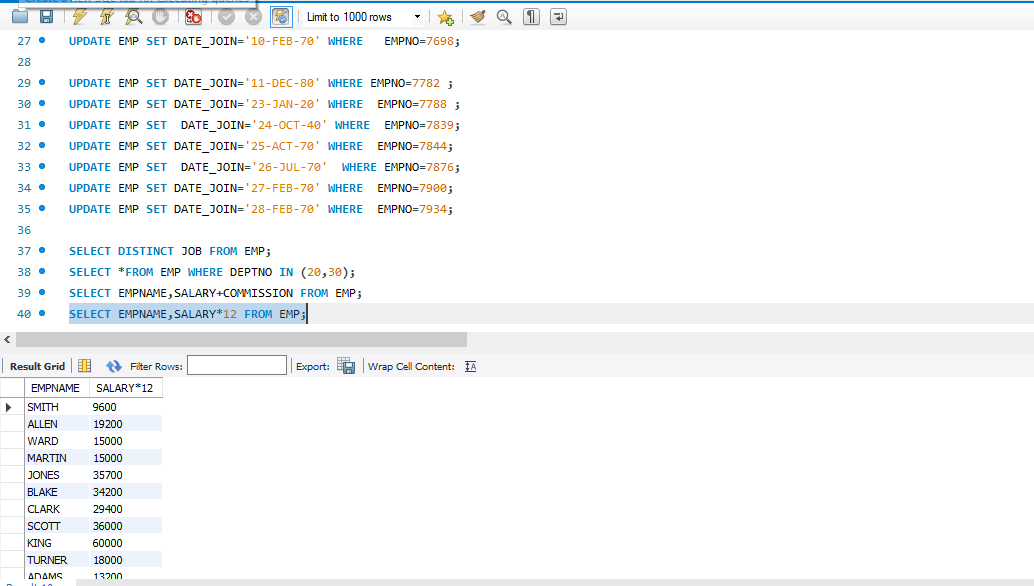 Create a new SQL tab for executing queries
Limit to 1000 rows
27 UPDATE EMP SET DATE_JOIN='10-FEB-70' WHERE EMPNO=7698;
28
29 UPDATE EMP SET DATE_JOIN='11-DEC-80' WHERE EMPNO=7782 ;
30 UPDATE EMP SET DATE_JOIN='23-JAN-20' WHERE EMPNO=7788 ;
31 UPDATE EMP SET DATE_JOIN='24-OCT-40' WHERE EMPNO=7839;
32 UPDATE EMP SET DATE_JOIN='25-ACT-70' WHERE EMPNO=7844;
33 UPDATE EMP SET DATE_JOIN='26-JUL-70' WHERE EMPNO=7876;
34 UPDATE EMP SET DATE_JOIN='27-FEB-70' WHERE EMPNO=7900;
35 UPDATE EMP SET DATE_JOIN='28-FEB-70' WHERE EMPNO=7934;
36
37 SELECT DISTINCT JOB FROM EMP;
38 SELECT *FROM EMP WHERE DEPTNO IN (20,30);
39 SELECT EMPNAME,SALARY+COMMISSION FROM EMP;
40 SELECT EMPNAME,SALARY*12 FROM EMP;
Result Grid Filter Rows: Export: Wrap Cell Content:
EMPNAME SALARY*12
SMITH 9600
ALLEN 19200
WARD 15000
MARTIN 15000
JONES 35700
BLAKE 34200
CLARK 29400
SCOTT 36000
KING 60000
TURNER 18000
ADAMS 13200